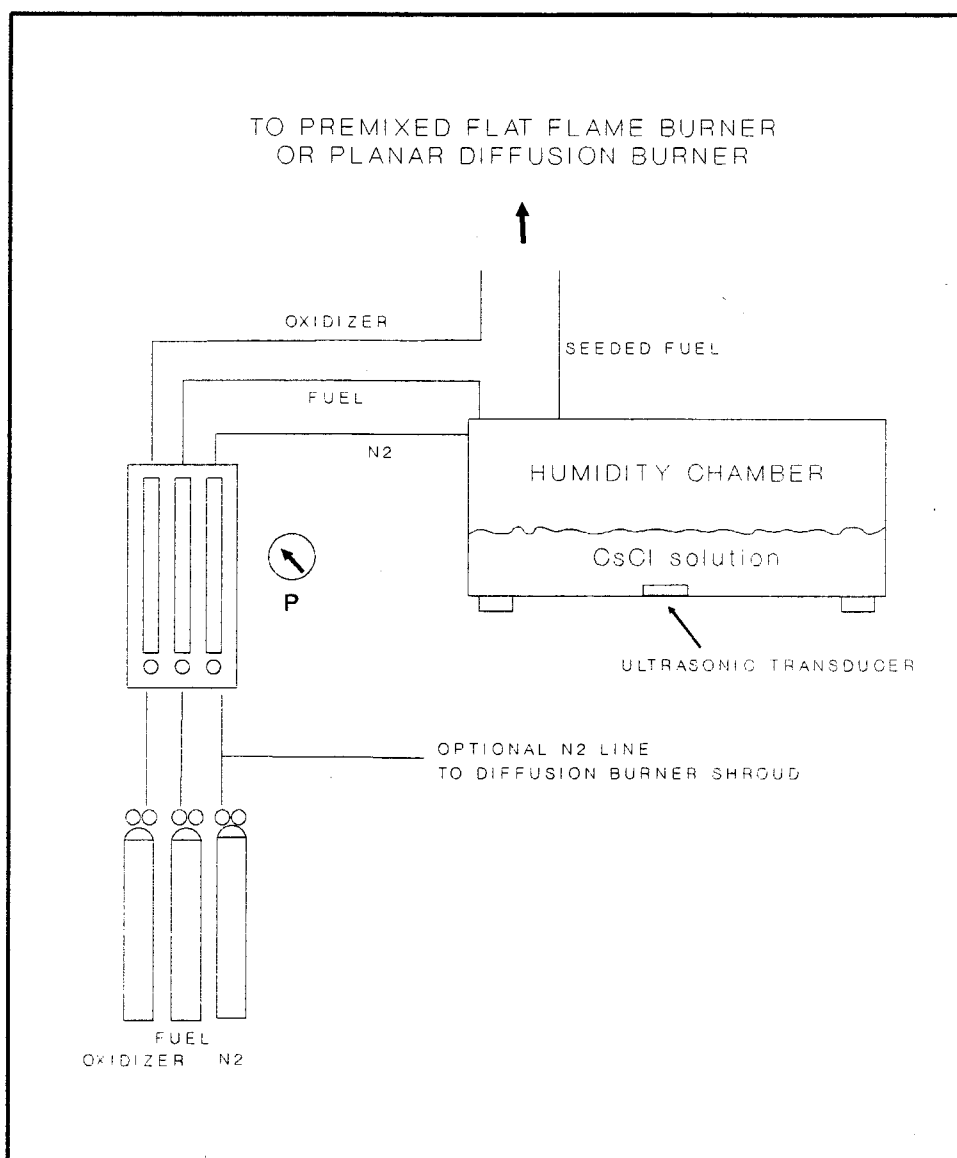 TO PREMIXED FLAT FLAME BURNER
OR PLANAR DIFFUSION BURNER
OXIDIZER
SEEDED FUEL
FUEL
N2
HUMIDITY CHAMBER
CsCl solution
P
ULTRASONIC TRANSDUCER
OPTIONAL N2 LINE
TO DIFFUSION BURNER SHROUD
FUEL
OXIDIZER N2